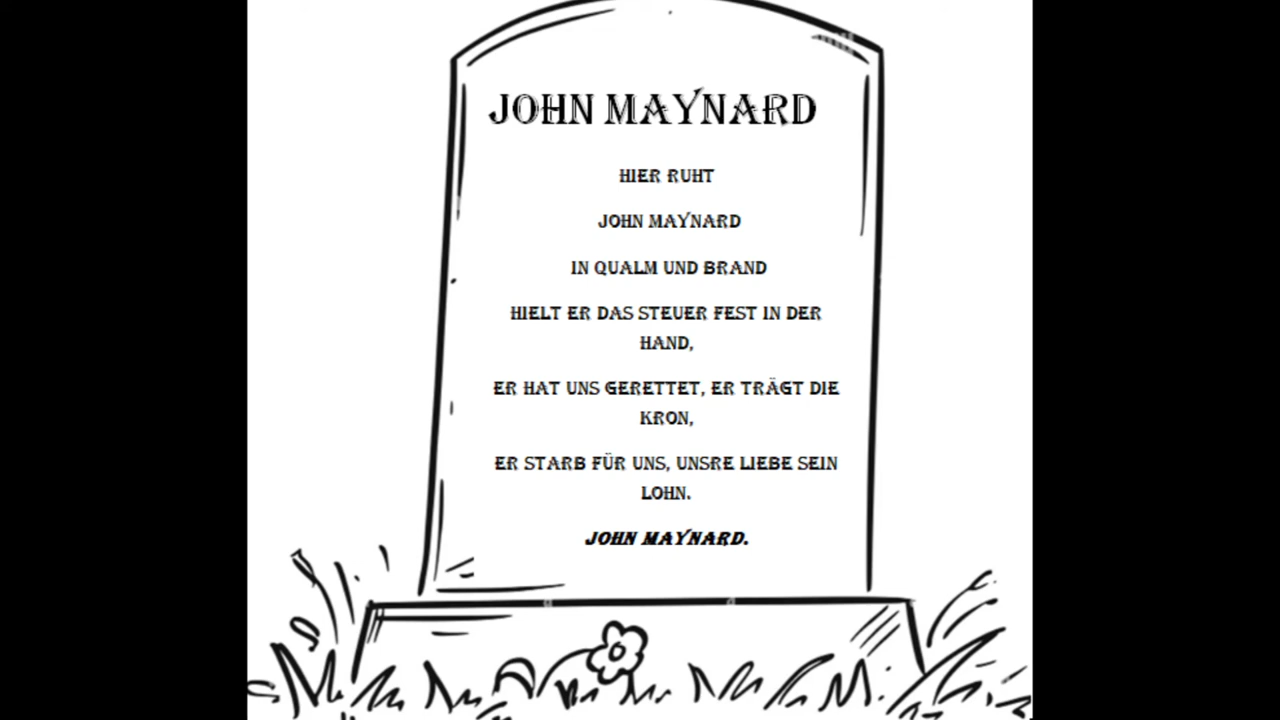 JOHN MAYNARD
HIER RUHT
JOHN MAYNARD
IN QUALM UND BRAND
HIELT ER DAS STEUER FEST IN DER
HAND,
ER HAT UNS GERETTET, ER TRÄGT DIE
KRON,
ER STARB FÜR UNS, UNSRE LIEBE SEIN
LOHN.
JOHN MAYNARD.